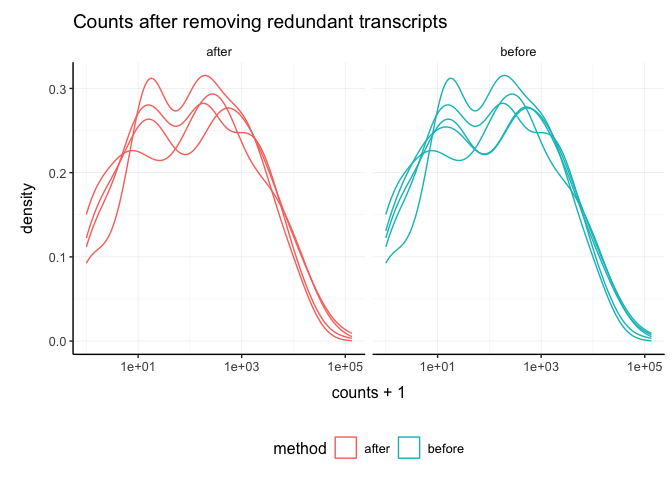 Counts after removing redundant transcripts
after
before
density
0.3
0.2
0.1
0.0
1e+01 1e+03 1e+05 1e+01 1e+03 1e+05
counts + 1
method after before